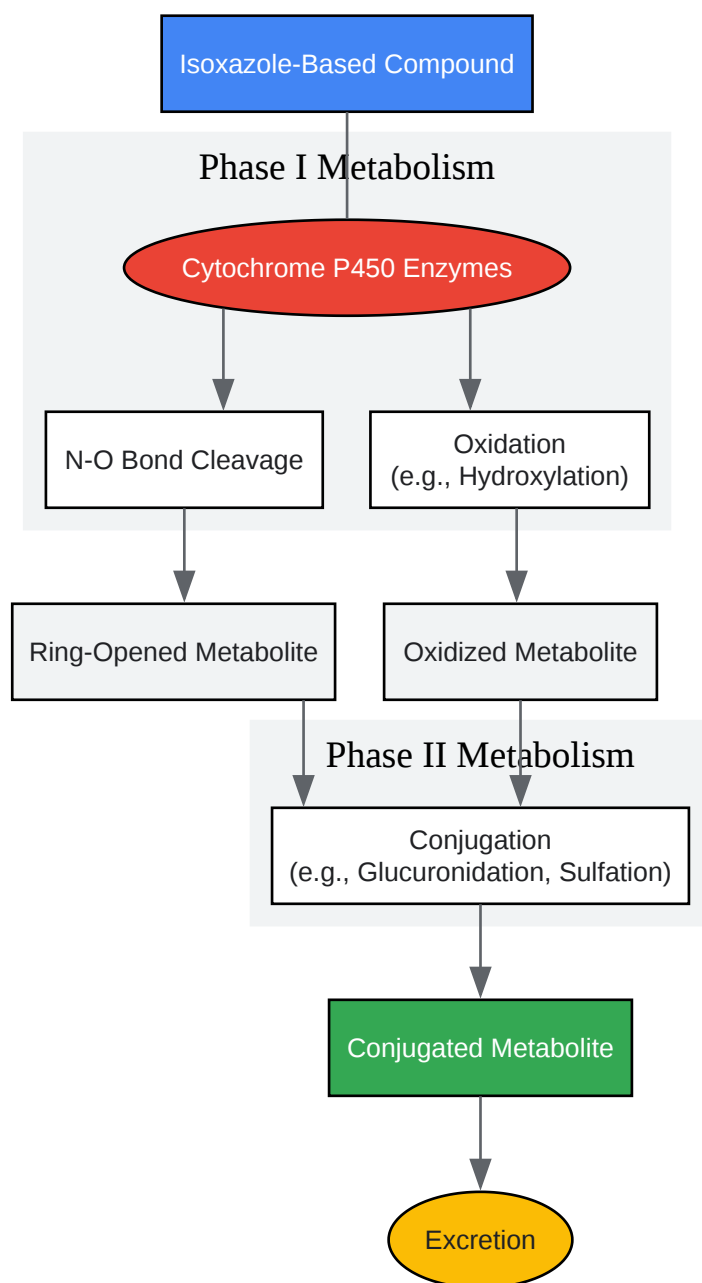 Isoxazole-Based Compound
Phase I Metabolism
Cytochrome P450 Enzymes
N-O Bond Cleavage
Oxidation
(e.g., Hydroxylation)
Ring-Opened Metabolite
Oxidized Metabolite
Phase II Metabolism
Conjugation
(e.g., Glucuronidation, Sulfation)
Conjugated Metabolite
Excretion